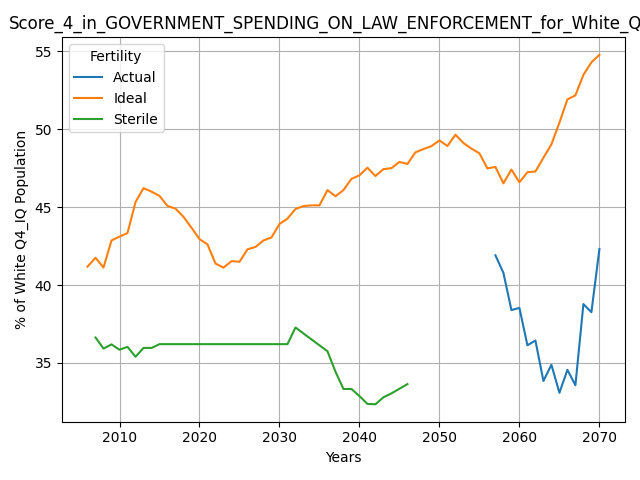 Score_4_in_GOVERNMENT_SPENDING_ON_LAW_ENFORCEMENT_for_White_Q
55
50
45
40
35
% of White Q4_IQ Population
Fertility
Actual
Ideal
Sterile
2010 2020 2030 2040 2050 2060 2070
Years